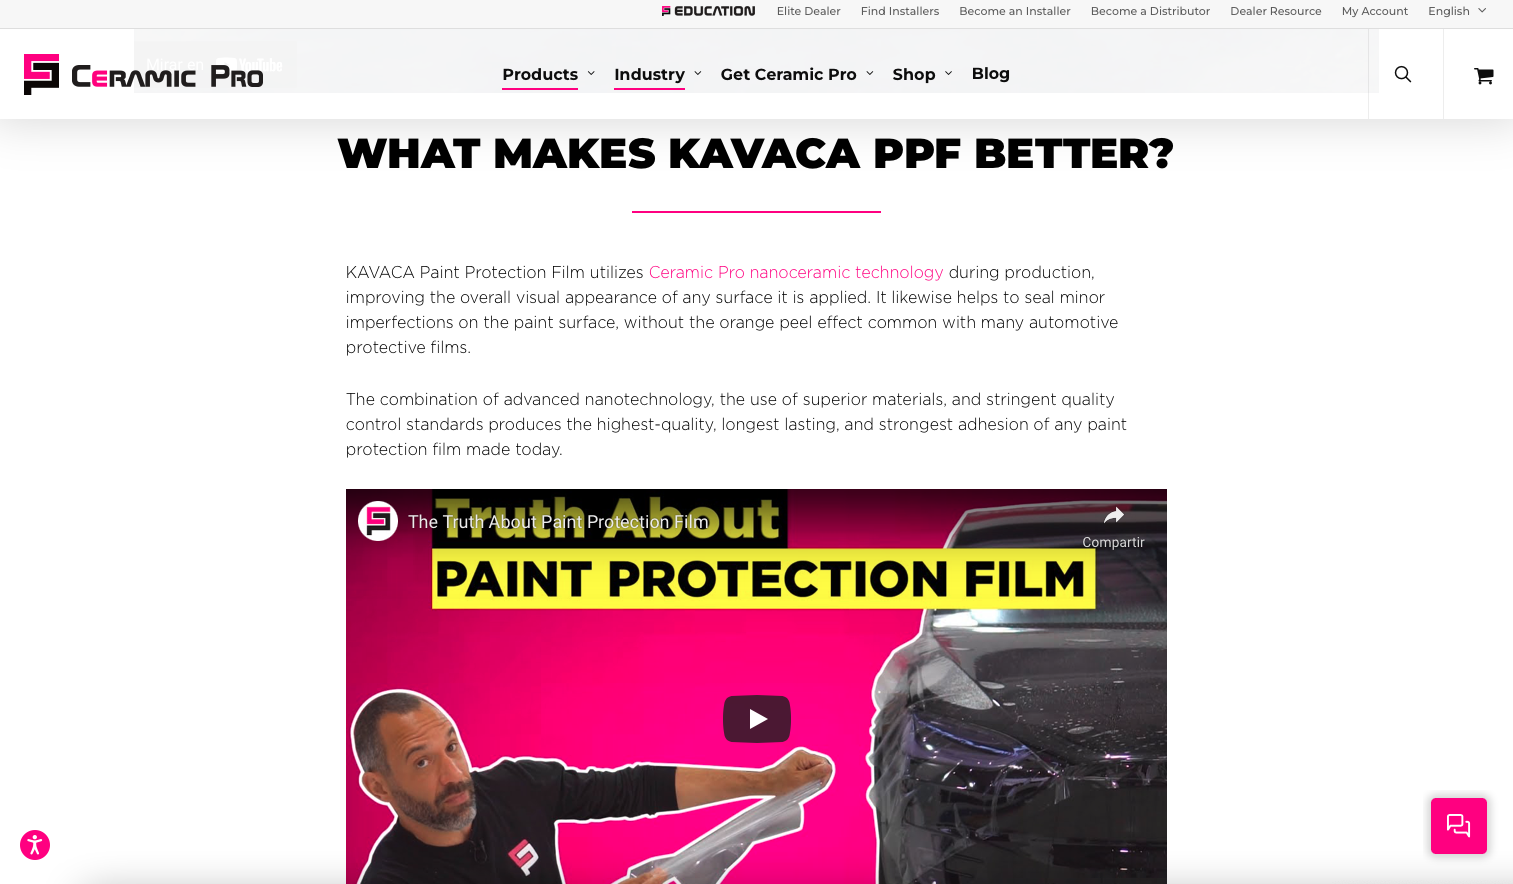 EDUCATION Elite Dealer Find Installers Become an Installer Become a Distributor Dealer Resource My Account English
Mirar en YouTube
CERAMIC PRO Products Industry Get Ceramic Pro Shop Blog
WHAT MAKES KAVACA PPF BETTER?
KAVACA Paint Protection Film utilizes Ceramic Pro nanoceramic technology during production,
improving the overall visual appearance of any surface it is applied. It likewise helps to seal minor
imperfections on the paint surface, without the orange peel effect common with many automotive
protective films.
The combination of advanced nanotechnology, the use of superior materials, and stringent quality
control standards produces the highest-quality, longest lasting, and strongest adhesion of any paint
protection film made today.
Truth About
The Truth About Paint Protection Film
Compartir
PAINT PROTECTION FILM